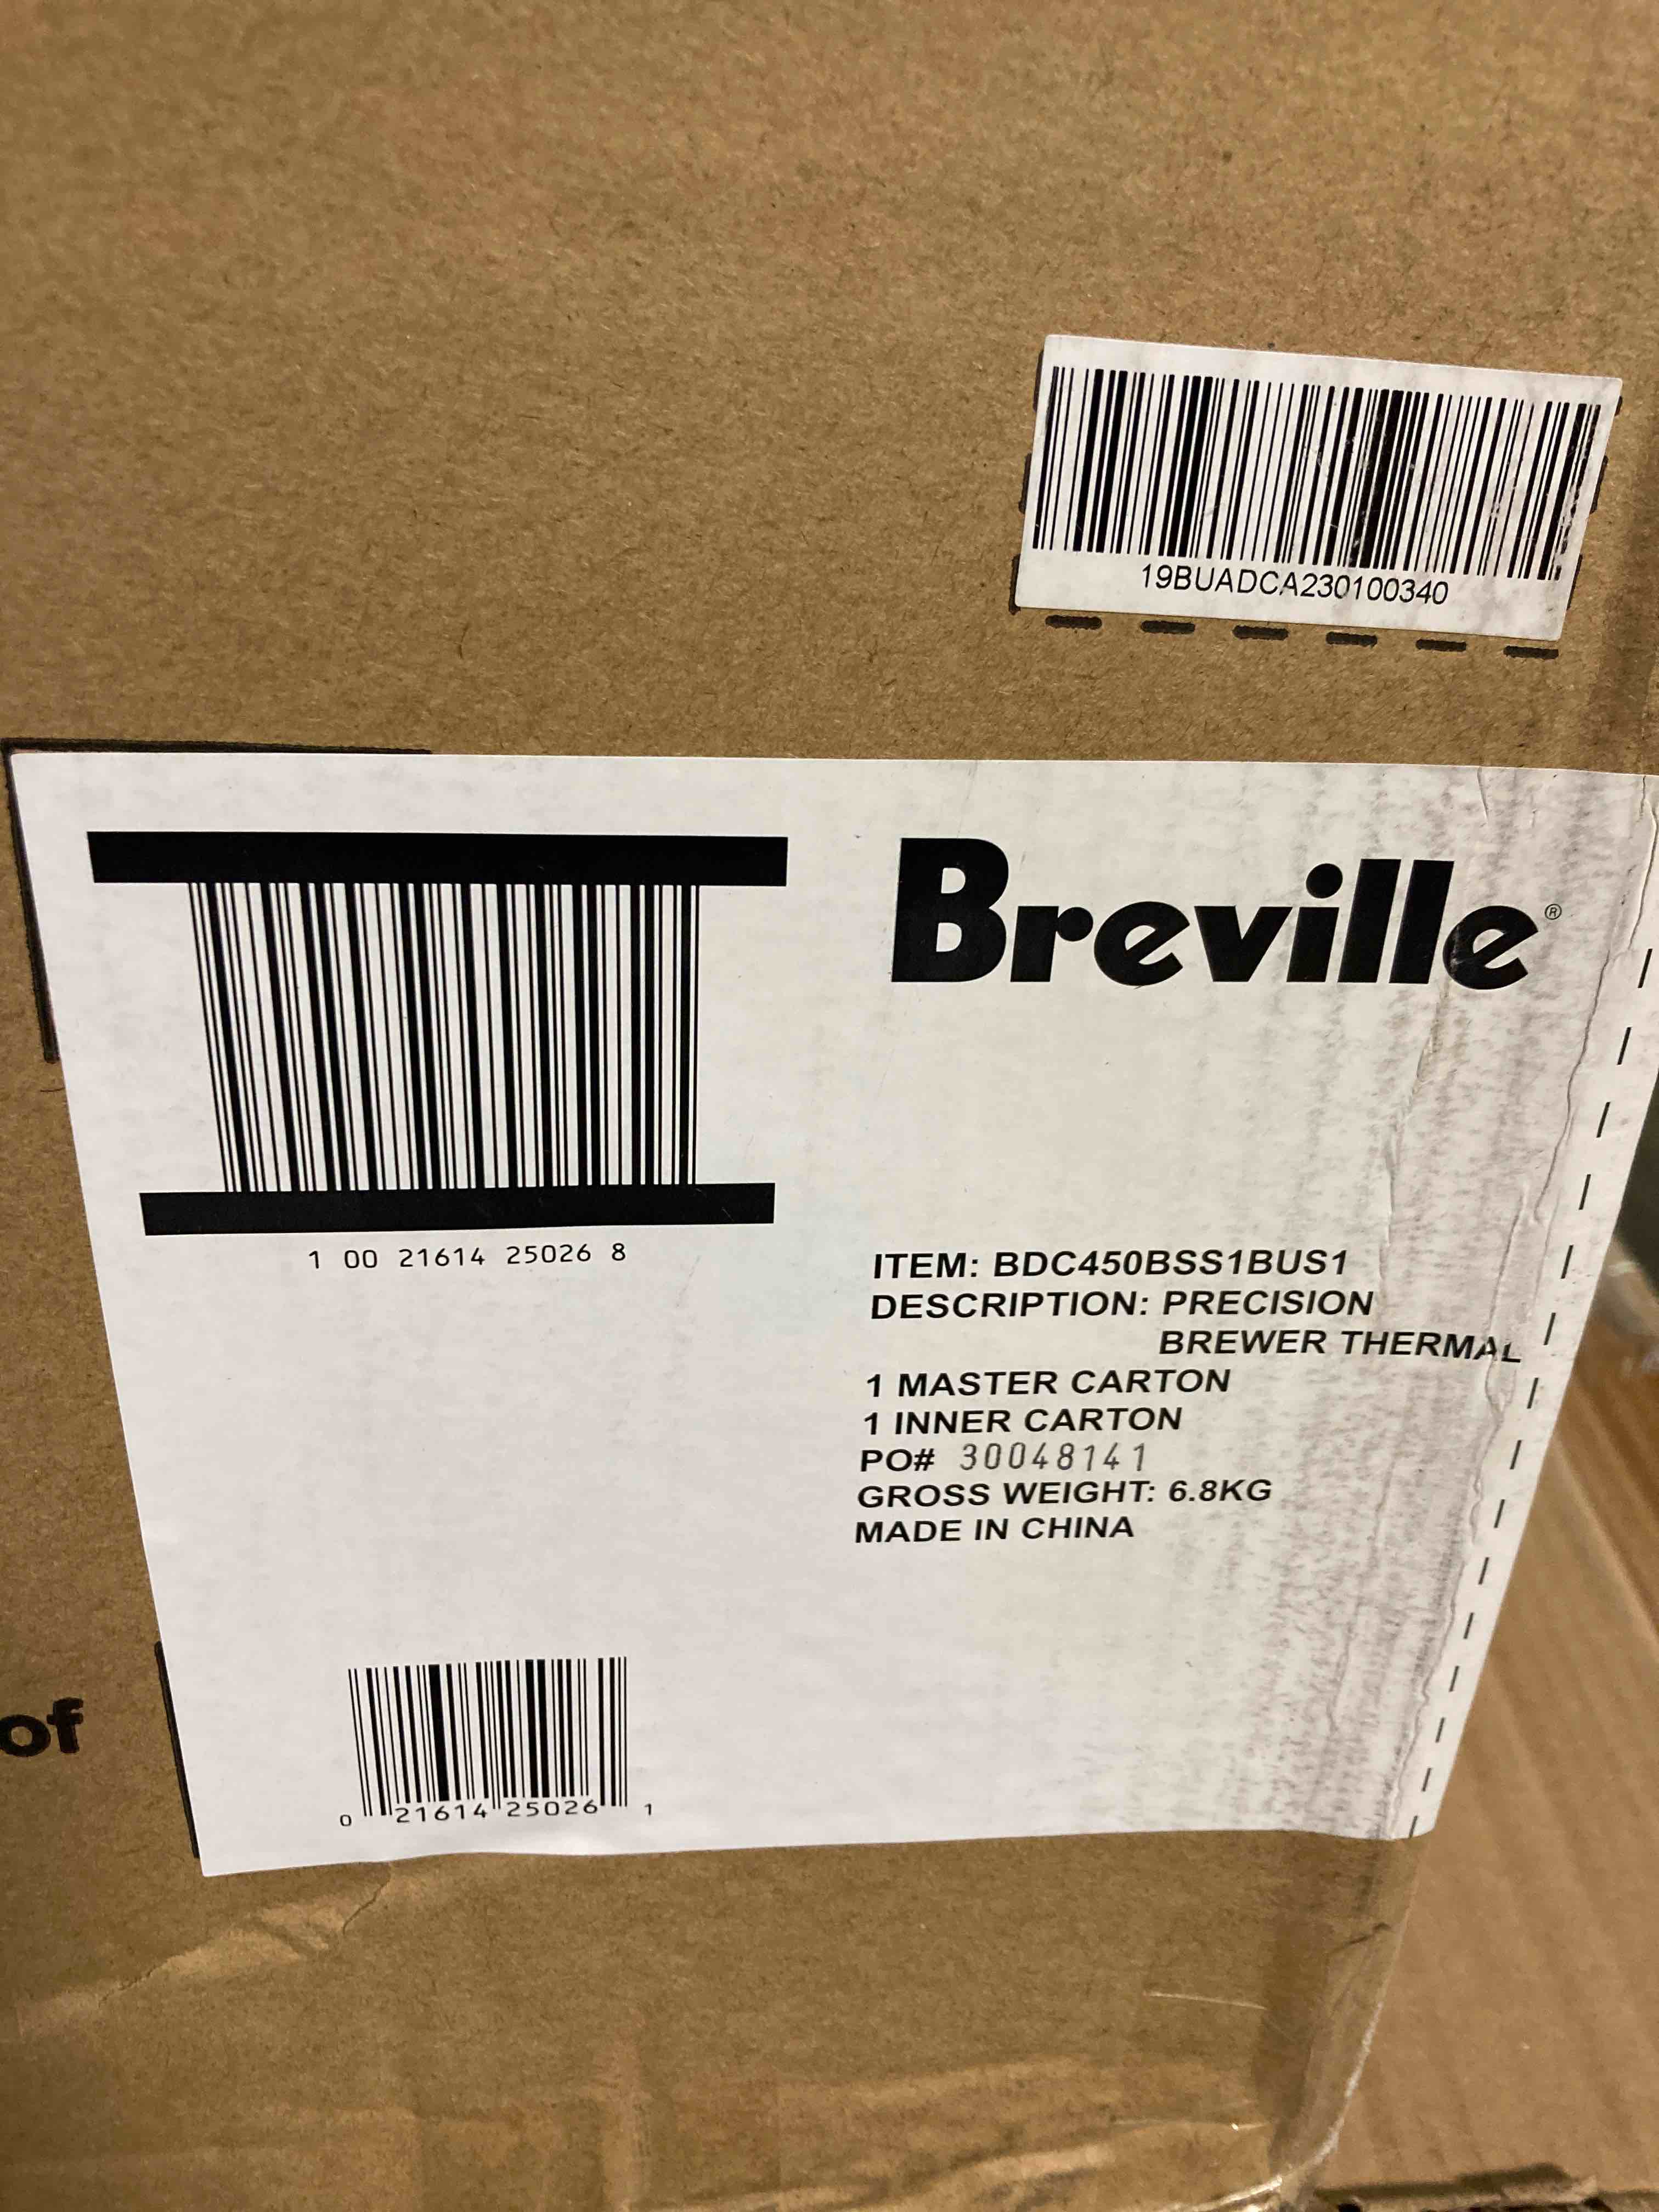 19BUADCA230100340
Breville®
1 00 21614 25026 8
ITEM: BDC450BSS1BUS1
DESCRIPTION: PRECISION
BREWER THERMAL
1 MASTER CARTON
1 INNER CARTON
PO# 30048141
GROSS WEIGHT: 6.8KG
MADE IN CHINA
of
0 21614 25026 1